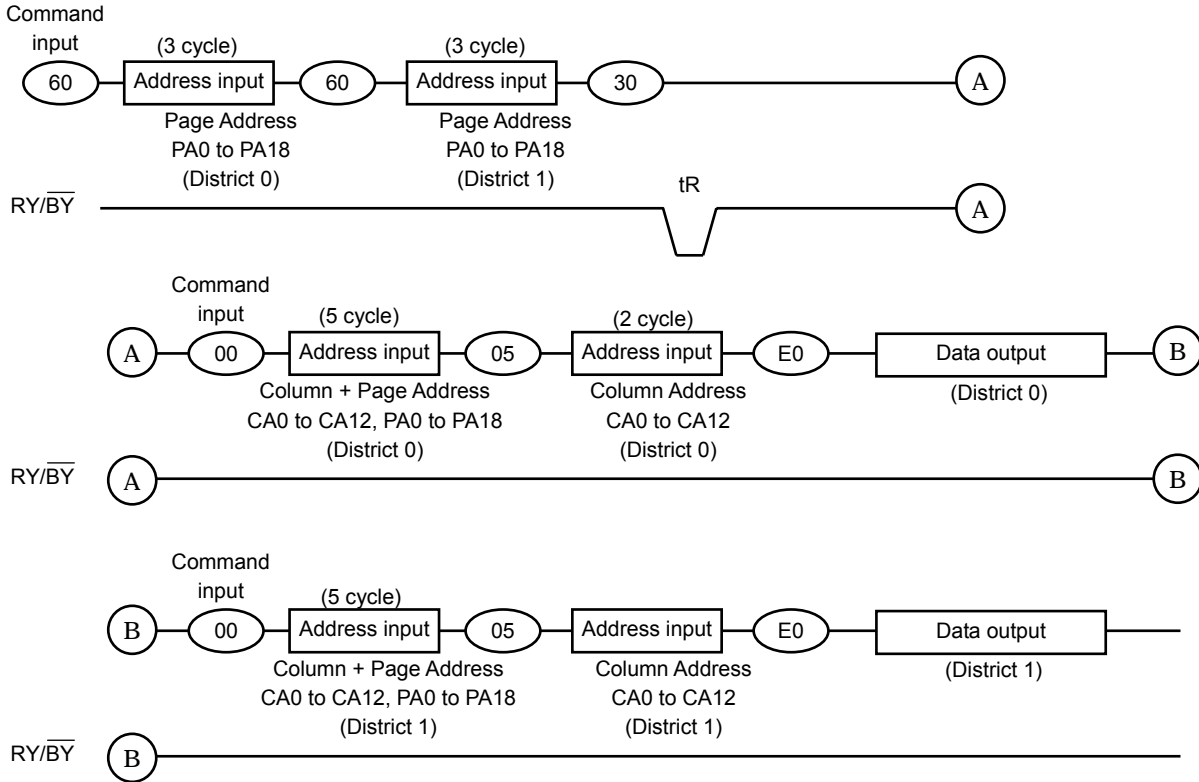 Command
input
(3 cycle)
(3 cycle)
60
Address input
60
Address input
30
A
Page Address
PA0 to PA18
(District 0)
Page Address
PA0 to PA18
(District 1)
tR
RY/BY
A
Command
input
(5 cycle)
(2 cycle)
A
00
Address input
05
Address input
E0
Data output
B
Column + Page Address
CA0 to CA12, PA0 to PA18
(District 0)
Column Address
CA0 to CA12
(District 0)
(District 0)
RY/BY
A
B
Command
input
(5 cycle)
B
00
Address input
05
Address input
E0
Data output
Column + Page Address
CA0 to CA12, PA0 to PA18
(District 1)
Column Address
CA0 to CA12
(District 1)
(District 1)
RY/BY
B